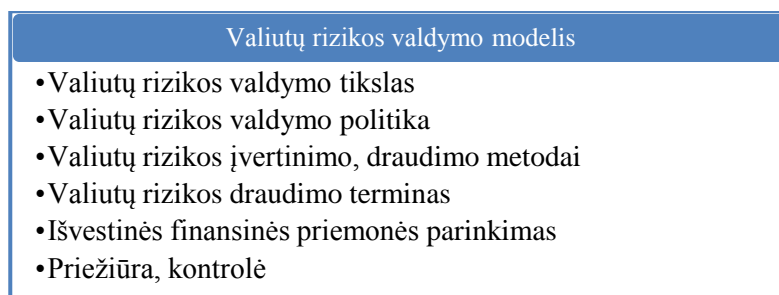 Valiutų rizikos valdymo modelis
•Valiutų rizikos valdymo tikslas
•Valiutų rizikos valdymo politika
•Valiutų rizikos įvertinimo, draudimo metodai
•Valiutų rizikos draudimo terminas
•Išvestinės finansinės priemonės parinkimas
•Priežiūra, kontrolė